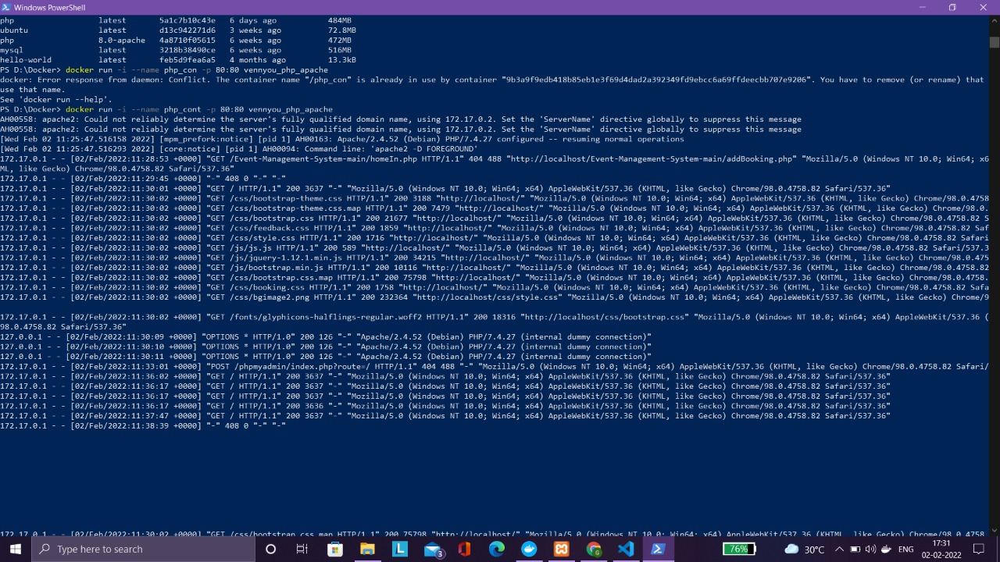 Windows PowerShell
php latest 5a1c7b10c43e 6 days ago 484MB
ubuntu latest d13c942271d6 3 weeks ago 72.8MB
php 8.0-apache 4a8710f05615 6 weeks ago 472MB
mysql latest 3218b38490ce 6 weeks ago 516MB
hello-world latest feb5d9fea6a5 4 months ago 13.3kB
PS D:\Docker> docker run -i --name php_con -p 80:80 vennyou_php_apache
docker: Error response from daemon: Conflict. The container name "/php_con" is already in use by container "9b3a9f9edb418b85eb1e3f69d4dad2a392349fd9ebcc6a69ffdeecbb707e9206". You have to remove (or rename) that
use that name.
See 'docker run --help'.
PS D:\Docker> docker run -i --name php_cont -p 80:80 vennyou_php_apache
AH00558: apache2: Could not reliably determine the server's fully qualified domain name, using 172.17.0.2. Set the 'ServerName' directive globally to suppress this message
AH00558: apache2: Could not reliably determine the server's fully qualified domain name, using 172.17.0.2. Set the 'ServerName' directive globally to suppress this message
[Wed Feb 02 11:25:47.516158 2022] [mpm_prefork:notice] [pid 1] AH00163: Apache/2.4.52 (Debian) PHP/7.4.27 configured -- resuming normal operations
[Wed Feb 02 11:25:47.516293 2022] [core:notice] [pid 1] AH00094: Command line: 'apache2 -D FOREGROUND'
172.17.0.1 - - [02/Feb/2022:11:28:53 +0000] "GET /Event-Management-System-main/homeIn.php HTTP/1.1" 404 488 "http://localhost/Event-Management-System-main/addBooking.php" "Mozilla/5.0 (Windows NT 10.0; Win64; x6
ML, like Gecko) Chrome/98.0.4758.82 Safari/537.36"
172.17.0.1 - - [02/Feb/2022:11:29:45 +0000] "-" 408 0 "-" "-"
172.17.0.1 - - [02/Feb/2022:11:30:01 +0000] "GET / HTTP/1.1" 200 3637 "-" "Mozilla/5.0 (Windows NT 10.0; Win64; x64) AppleWebKit/537.36 (KHTML, like Gecko) Chrome/98.0.4758.82 Safari/537.36"
172.17.0.1 - - [02/Feb/2022:11:30:02 +0000] "GET /css/bootstrap-theme.css HTTP/1.1" 200 3188 "http://localhost/" "Mozilla/5.0 (Windows NT 10.0; Win64; x64) AppleWebKit/537.36 (KHTML, like Gecko) Chrome/98.0.4758
172.17.0.1 - - [02/Feb/2022:11:30:02 +0000] "GET /css/bootstrap-theme.css.map HTTP/1.1" 200 7479 "http://localhost/" "Mozilla/5.0 (Windows NT 10.0; Win64; x64) AppleWebKit/537.36 (KHTML, like Gecko) Chrome/98.0.
172.17.0.1 - - [02/Feb/2022:11:30:02 +0000] "GET /css/bootstrap.css HTTP/1.1" 200 21677 "http://localhost/" "Mozilla/5.0 (Windows NT 10.0; Win64; x64) AppleWebKit/537.36 (KHTML, like Gecko) Chrome/98.0.4758.82 S
172.17.0.1 - - [02/Feb/2022:11:30:02 +0000] "GET /css/feedback.css HTTP/1.1" 200 1859 "http://localhost/" "Mozilla/5.0 (Windows NT 10.0; Win64; x64) AppleWebKit/537.36 (KHTML, like Gecko) Chrome/98.0.4758.82 Saf
172.17.0.1 - - [02/Feb/2022:11:30:02 +0000] "GET /css/style.css HTTP/1.1" 200 1716 "http://localhost/" "Mozilla/5.0 (Windows NT 10.0; Win64; x64) AppleWebKit/537.36 (KHTML, like Gecko) Chrome/98.0.4758.82 Safari
172.17.0.1 - - [02/Feb/2022:11:30:02 +0000] "GET /js/js.js HTTP/1.1" 200 589 "http://localhost/" "Mozilla/5.0 (Windows NT 10.0; Win64; x64) AppleWebKit/537.36 (KHTML, like Gecko) Chrome/98.0.4758.82 Safari/537.3
172.17.0.1 - - [02/Feb/2022:11:30:02 +0000] "GET /js/jquery-1.12.1.min.js HTTP/1.1" 200 34215 "http://localhost/" "Mozilla/5.0 (Windows NT 10.0; Win64; x64) AppleWebKit/537.36 (KHTML, like Gecko) Chrome/98.0.475
172.17.0.1 - - [02/Feb/2022:11:30:02 +0000] "GET /js/bootstrap.min.js HTTP/1.1" 200 10116 "http://localhost/" "Mozilla/5.0 (Windows NT 10.0; Win64; x64) AppleWebKit/537.36 (KHTML, like Gecko) Chrome/98.0.4758.82
172.17.0.1 - - [02/Feb/2022:11:30:02 +0000] "GET /css/bootstrap.css.map HTTP/1.1" 200 75798 "http://localhost/" "Mozilla/5.0 (Windows NT 10.0; Win64; x64) AppleWebKit/537.36 (KHTML, like Gecko) Chrome/98.0.4758.
172.17.0.1 - - [02/Feb/2022:11:30:02 +0000] "GET /css/booking.css HTTP/1.1" 200 1758 "http://localhost/" "Mozilla/5.0 (Windows NT 10.0; Win64; x64) AppleWebKit/537.36 (KHTML, like Gecko) Chrome/98.0.4758.82 Safa
172.17.0.1 - - [02/Feb/2022:11:30:02 +0000] "GET /css/bgimage2.png HTTP/1.1" 200 232364 "http://localhost/css/style.css" "Mozilla/5.0 (Windows NT 10.0; Win64; x64) AppleWebKit/537.36 (KHTML, like Gecko) Chrome/9
172.17.0.1 - - [02/Feb/2022:11:30:02 +0000] "GET /fonts/glyphicons-halflings-regular.woff2 HTTP/1.1" 200 18316 "http://localhost/css/bootstrap.css" "Mozilla/5.0 (Windows NT 10.0; Win64; x64) AppleWebKit/537.36 (
98.0.4758.82 Safari/537.36"
127.0.0.1 - - [02/Feb/2022:11:30:09 +0000] "OPTIONS * HTTP/1.0" 200 126 "-" "Apache/2.4.52 (Debian) PHP/7.4.27 (internal dummy connection)"
127.0.0.1 - - [02/Feb/2022:11:30:10 +0000] "OPTIONS * HTTP/1.0" 200 126 "-" "Apache/2.4.52 (Debian) PHP/7.4.27 (internal dummy connection)"
127.0.0.1 - - [02/Feb/2022:11:30:11 +0000] "OPTIONS * HTTP/1.0" 200 126 "-" "Apache/2.4.52 (Debian) PHP/7.4.27 (internal dummy connection)"
172.17.0.1 - - [02/Feb/2022:11:33:01 +0000] "POST /phpmyadmin/index.php?route=/ HTTP/1.1" 404 488 "-" "Mozilla/5.0 (Windows NT 10.0; Win64; x64) AppleWebKit/537.36 (KHTML, like Gecko) Chrome/98.0.4758.82 Safari/
172.17.0.1 - - [02/Feb/2022:11:36:02 +0000] "GET / HTTP/1.1" 200 3637 "-" "Mozilla/5.0 (Windows NT 10.0; Win64; x64) AppleWebKit/537.36 (KHTML, like Gecko) Chrome/98.0.4758.82 Safari/537.36"
172.17.0.1 - - [02/Feb/2022:11:36:17 +0000] "GET / HTTP/1.1" 200 3637 "-" "Mozilla/5.0 (Windows NT 10.0; Win64; x64) AppleWebKit/537.36 (KHTML, like Gecko) Chrome/98.0.4758.82 Safari/537.36"
172.17.0.1 - - [02/Feb/2022:11:36:17 +0000] "GET / HTTP/1.1" 200 3637 "-" "Mozilla/5.0 (Windows NT 10.0; Win64; x64) AppleWebKit/537.36 (KHTML, like Gecko) Chrome/98.0.4758.82 Safari/537.36"
172.17.0.1 - - [02/Feb/2022:11:36:17 +0000] "GET / HTTP/1.1" 200 3636 "-" "Mozilla/5.0 (Windows NT 10.0; Win64; x64) AppleWebKit/537.36 (KHTML, like Gecko) Chrome/98.0.4758.82 Safari/537.36"
172.17.0.1 - - [02/Feb/2022:11:37:47 +0000] "GET / HTTP/1.1" 200 3637 "-" "Mozilla/5.0 (Windows NT 10.0; Win64; x64) AppleWebKit/537.36 (KHTML, like Gecko) Chrome/98.0.4758.82 Safari/537.36"
172.17.0.1 - - [02/Feb/2022:11:38:39 +0000] "-" 408 0 "-" "-"
172.17.0.1 - - [02/Feb/2022:11:30:02 +0000] "GET /css/bootstrap.css.map HTTP/1.1" 200 75798 "http://localhost/" "Mozilla/5.0 (Windows NT 10.0; Win64; x64) AppleWebKit/537.36 (KHTML, like Gecko) Chrome/98.0.4758.
Type here to search
L
3
G
76%
30°C
ENG
17:31
02-02-2022